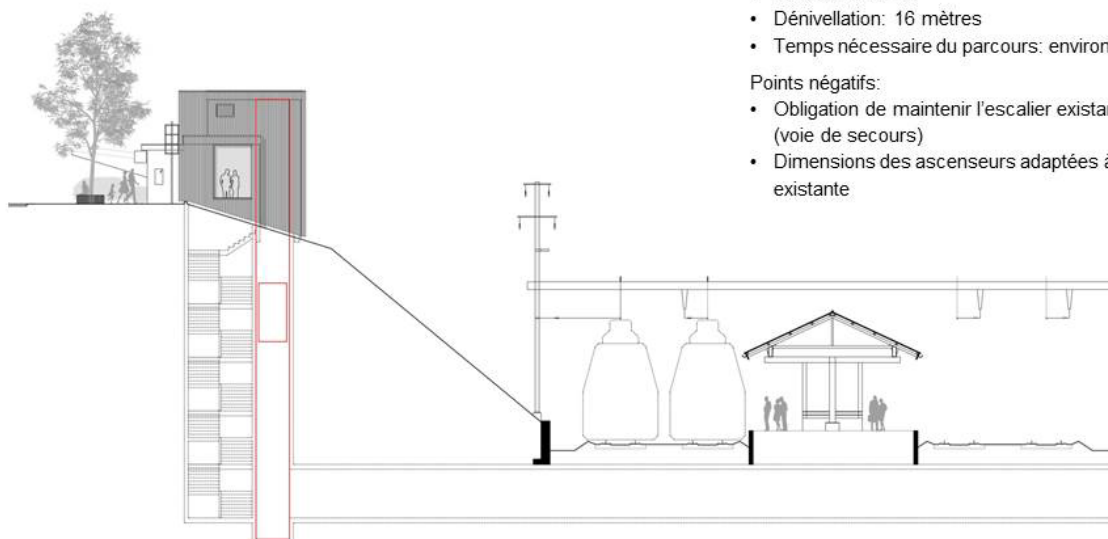 • Dénivellation: 16 mètres
• Temps nécessaire du parcours: environ
Points négatifs:
• Obligation de maintenir l'escalier
(voie de secours)
• Dimensions des ascenseurs adaptées à
existante